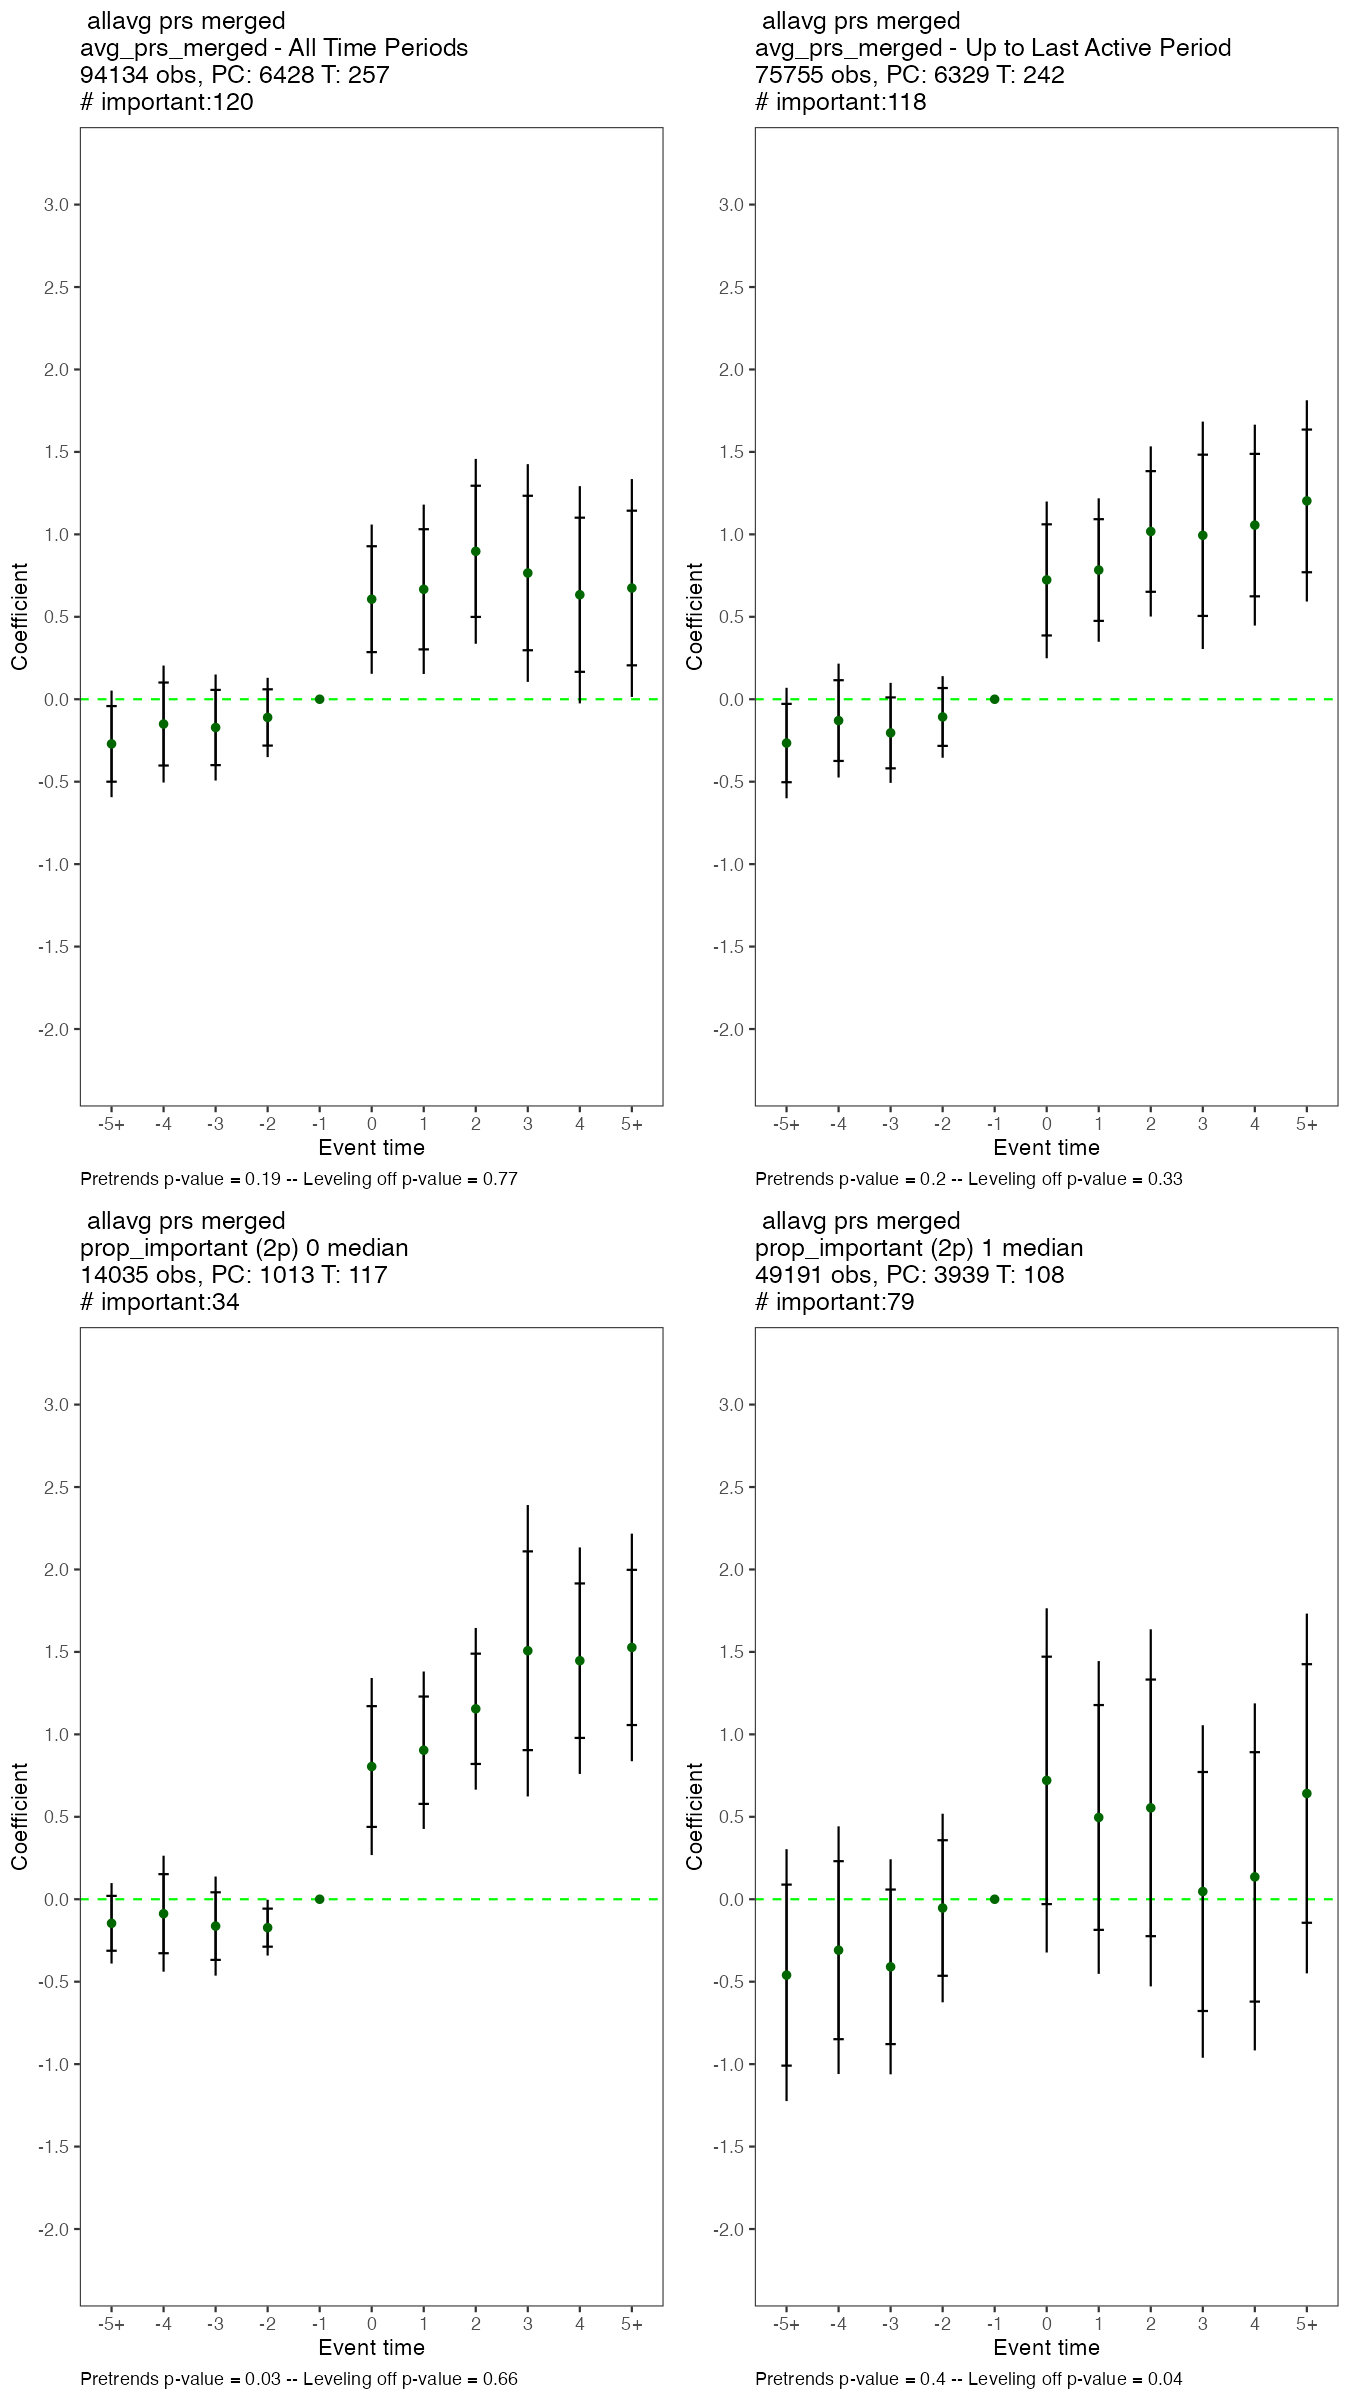 allavg prs merged
avg_prs_merged - All Time Periods
94134 obs, PC: 6428 T: 257
# important:120
Coefficient
3.0
2.5
2.0
1.5
1.0
0.5
0.0
-0.5
-1.0
-1.5
-2.0
-5+ -4 -3 -2 -1 0 1 2 3 4 5+
Event time
Pretrends p-value = 0.19 -- Leveling off p-value = 0.77
allavg prs merged
avg_prs_merged - Up to Last Active Period
75755 obs, PC: 6329 T: 242
# important:118
Coefficient
3.0
2.5
2.0
1.5
1.0
0.5
0.0
-0.5
-1.0
-1.5
-2.0
-5+ -4 -3 -2 -1 0 1 2 3 4 5+
Event time
Pretrends p-value = 0.2 -- Leveling off p-value = 0.33
allavg prs merged
prop_important (2p) 0 median
14035 obs, PC: 1013 T: 117
# important:34
Coefficient
3.0
2.5
2.0
1.5
1.0
0.5
0.0
-0.5
-1.0
-1.5
-2.0
-5+ -4 -3 -2 -1 0 1 2 3 4 5+
Event time
Pretrends p-value = 0.03 -- Leveling off p-value = 0.66
allavg prs merged
prop_important (2p) 1 median
49191 obs, PC: 3939 T: 108
# important:79
Coefficient
3.0
2.5
2.0
1.5
1.0
0.5
0.0
-0.5
-1.0
-1.5
-2.0
-5+ -4 -3 -2 -1 0 1 2 3 4 5+
Event time
Pretrends p-value = 0.4 -- Leveling off p-value = 0.04